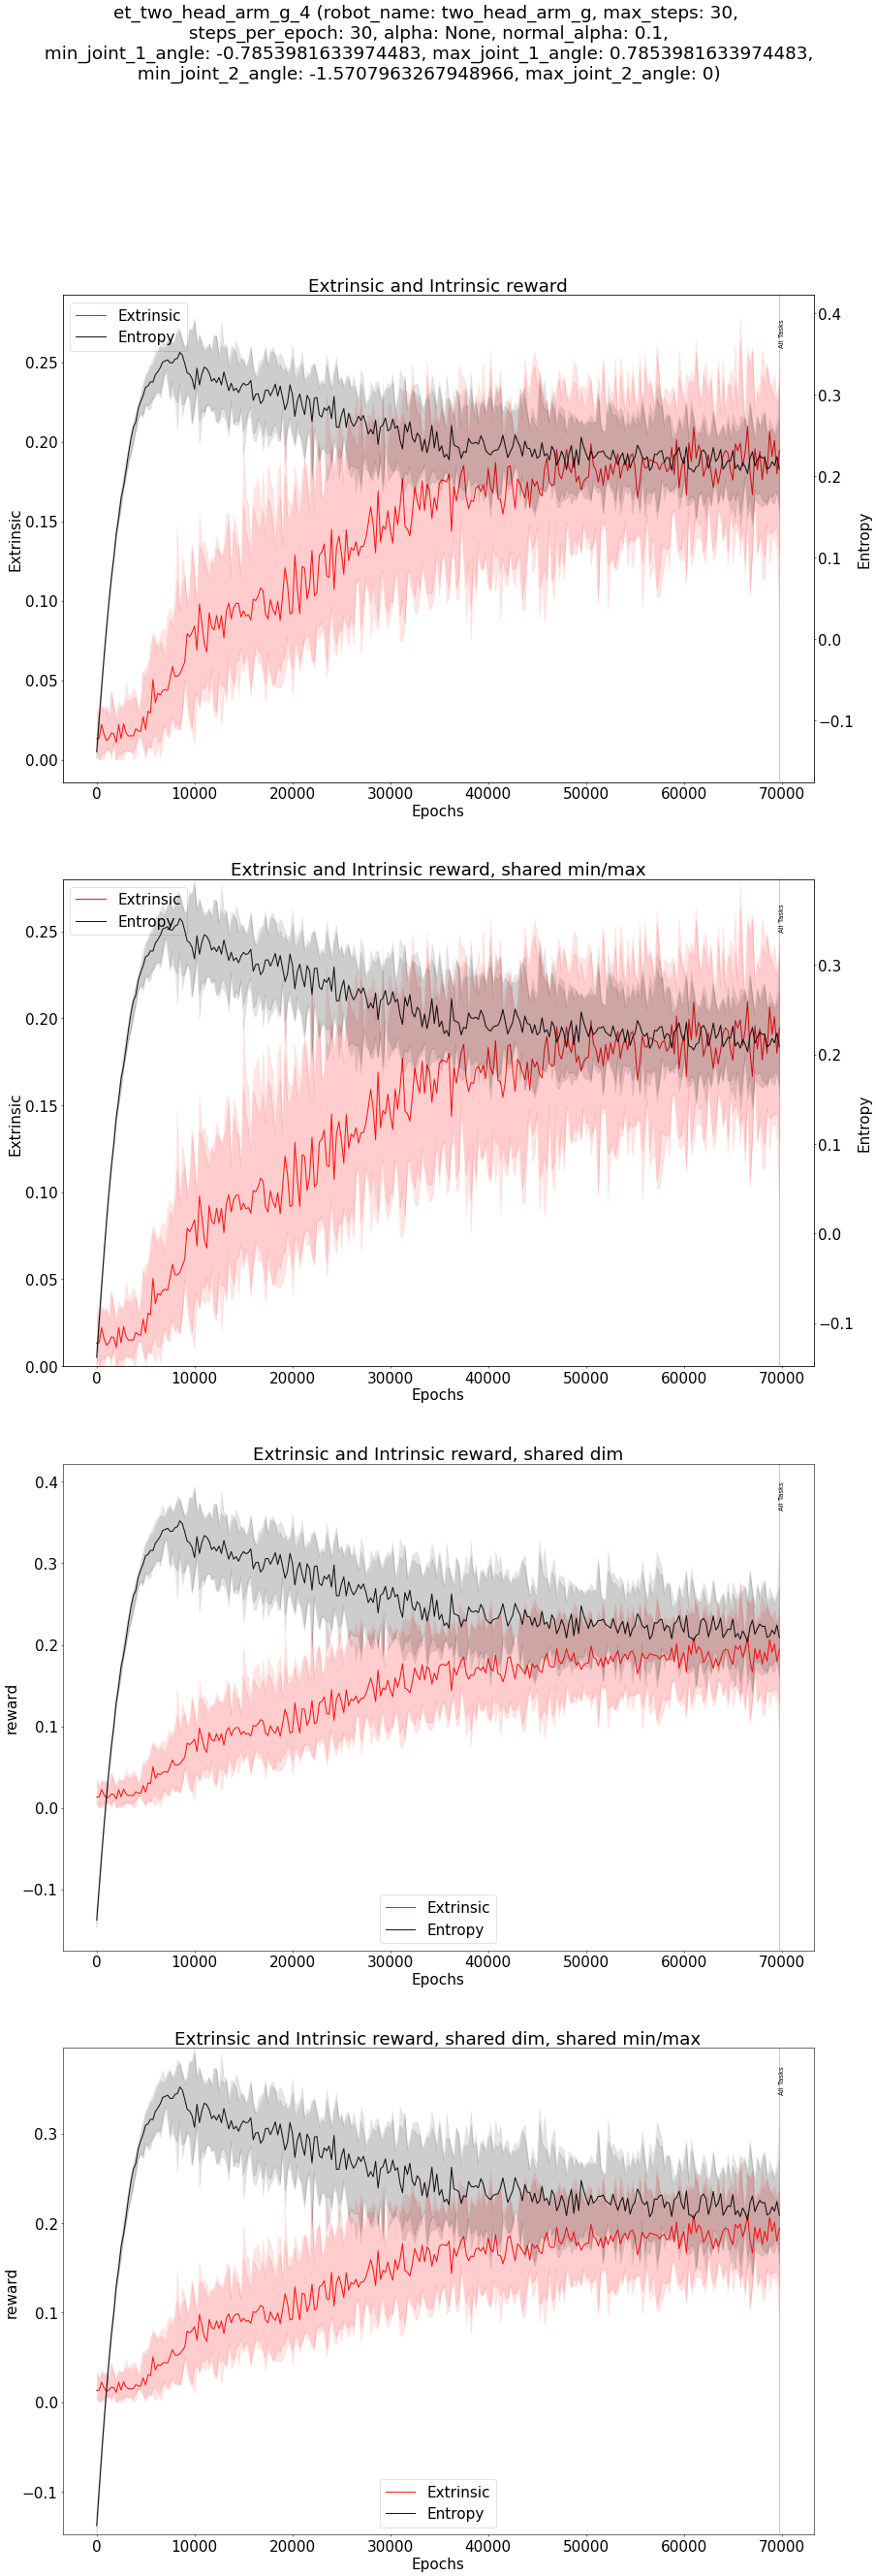 et_two_head_arm_g_4 (robot_name: two_head_arm_g, max_steps: 30,
steps_per_epoch: 30, alpha: None, normal_alpha: 0.1,
min_joint_1_angle: -0.7853981633974483, max_joint_1_angle: 0.7853981633974483,
min_joint_2_angle: -1.5707963267948966, max_joint_2_angle: 0)
Extrinsic and Intrinsic reward
Extrinsic
Entropy
All Tasks
0.25
0.20
0.15
0.10
0.05
0.00
Extrinsic
0.4
0.3
0.2
0.1
0.0
−0.1
Entropy
0 10000 20000 30000 40000 50000 60000 70000
Epochs
Extrinsic and Intrinsic reward, shared min/max
Extrinsic
Entropy
All Tasks
0.25
0.20
0.15
0.10
0.05
0.00
Extrinsic
0.3
0.2
0.1
0.0
−0.1
Entropy
0 10000 20000 30000 40000 50000 60000 70000
Epochs
Extrinsic and Intrinsic reward, shared dim
All Tasks
0.4
0.3
0.2
0.1
0.0
−0.1
reward
Extrinsic
Entropy
0 10000 20000 30000 40000 50000 60000 70000
Epochs
Extrinsic and Intrinsic reward, shared dim, shared min/max
All Tasks
0.3
0.2
0.1
0.0
−0.1
reward
Extrinsic
Entropy
0 10000 20000 30000 40000 50000 60000 70000
Epochs